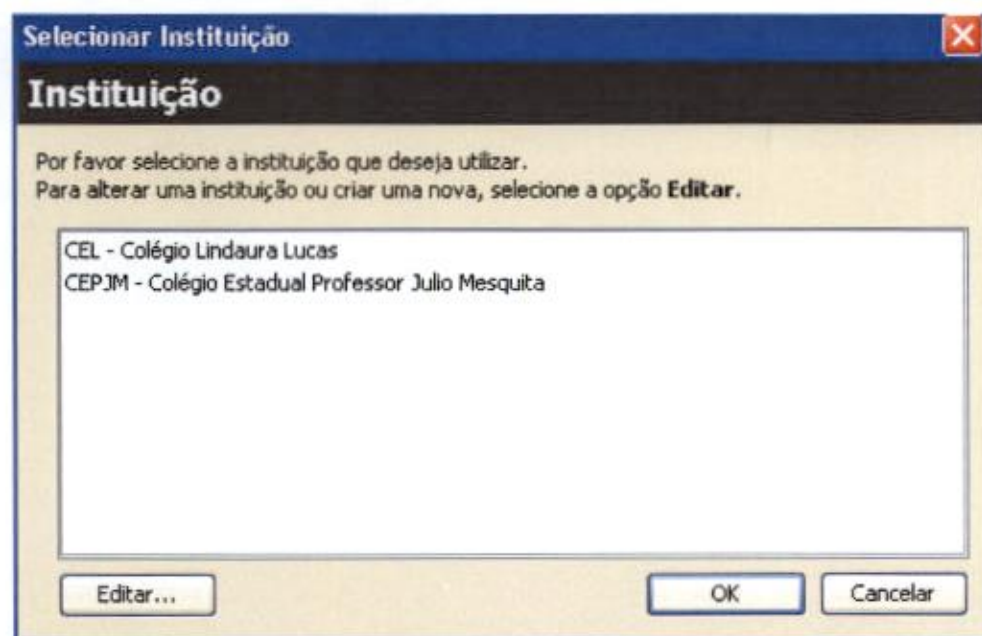 Selecionar Instituição
Instituição
Por favor selecione a instituição que deseja utilizar.
Para alterar uma instituição ou criar uma nova, selecione a opção Editar.
CEL - Colégio Lindaura Lucas
CEPJM - Colégio Estadual Professor Julio Mesquita
Editar... OK Cancelar